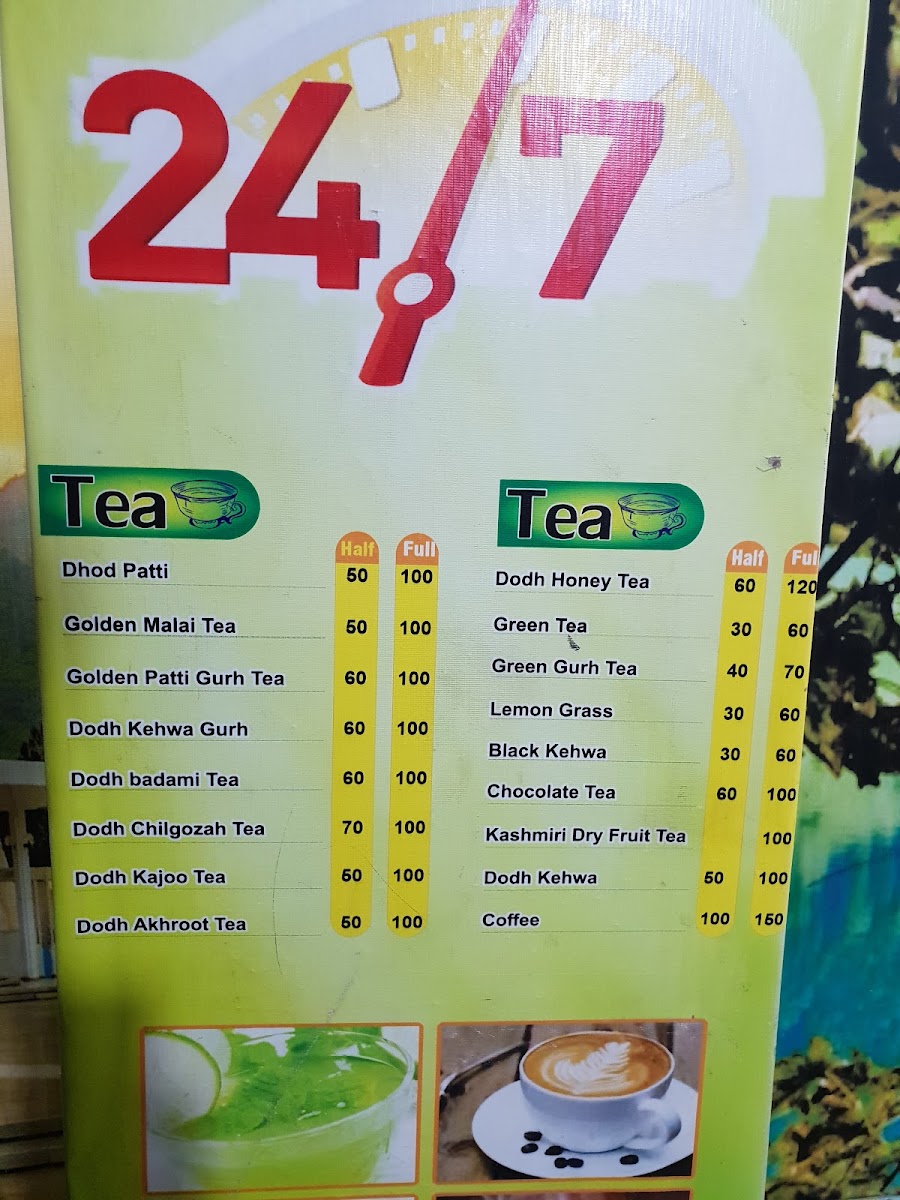 24/7
Tea
Half Full
Dhod Patti 50 100
Golden Malai Tea 50 100
Golden Patti Gurh Tea 60 100
Dodh Kehwa Gurh 60 100
Dodh badami Tea 60 100
Dodh Chilgozah Tea 70 100
Dodh Kajoo Tea 50 100
Dodh Akhroot Tea 50 100
Tea
Half Ful
Dodh Honey Tea 60 120
Green Tea 30 60
Green Gurh Tea 40 70
Lemon Grass 30 60
Black Kehwa 30 60
Chocolate Tea 60 100
Kashmiri Dry Fruit Tea 100
Dodh Kehwa 50 100
Coffee 100 150